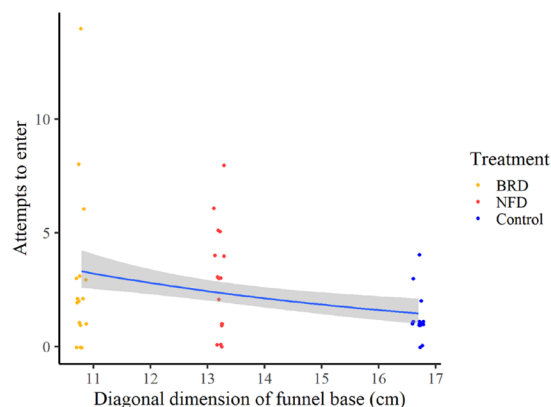 Attempts to enter
10
5
0
11
12
13
14
15
16
17
Diagonal dimension of funnel base (cm)
Treatment
BRD
NFD
Control